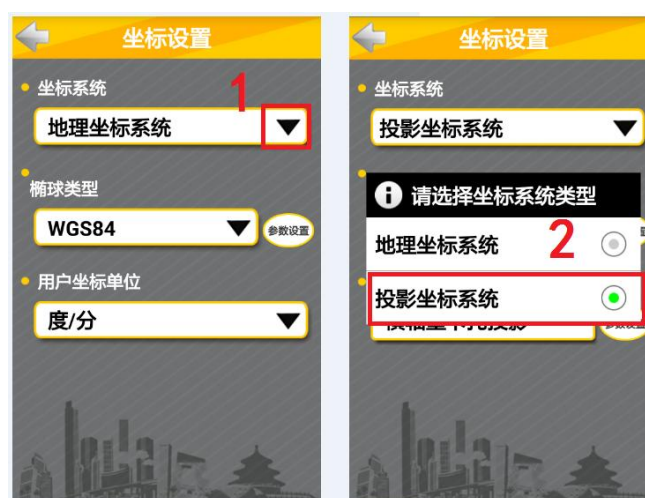 坐标设置
坐标系统
1
地理坐标系统
椭球类型
WGS84
参数设置
用户坐标单位
度/分
坐标设置
坐标系统
投影坐标系统
请选择坐标系统类型
地理坐标系统
2
投影坐标系统